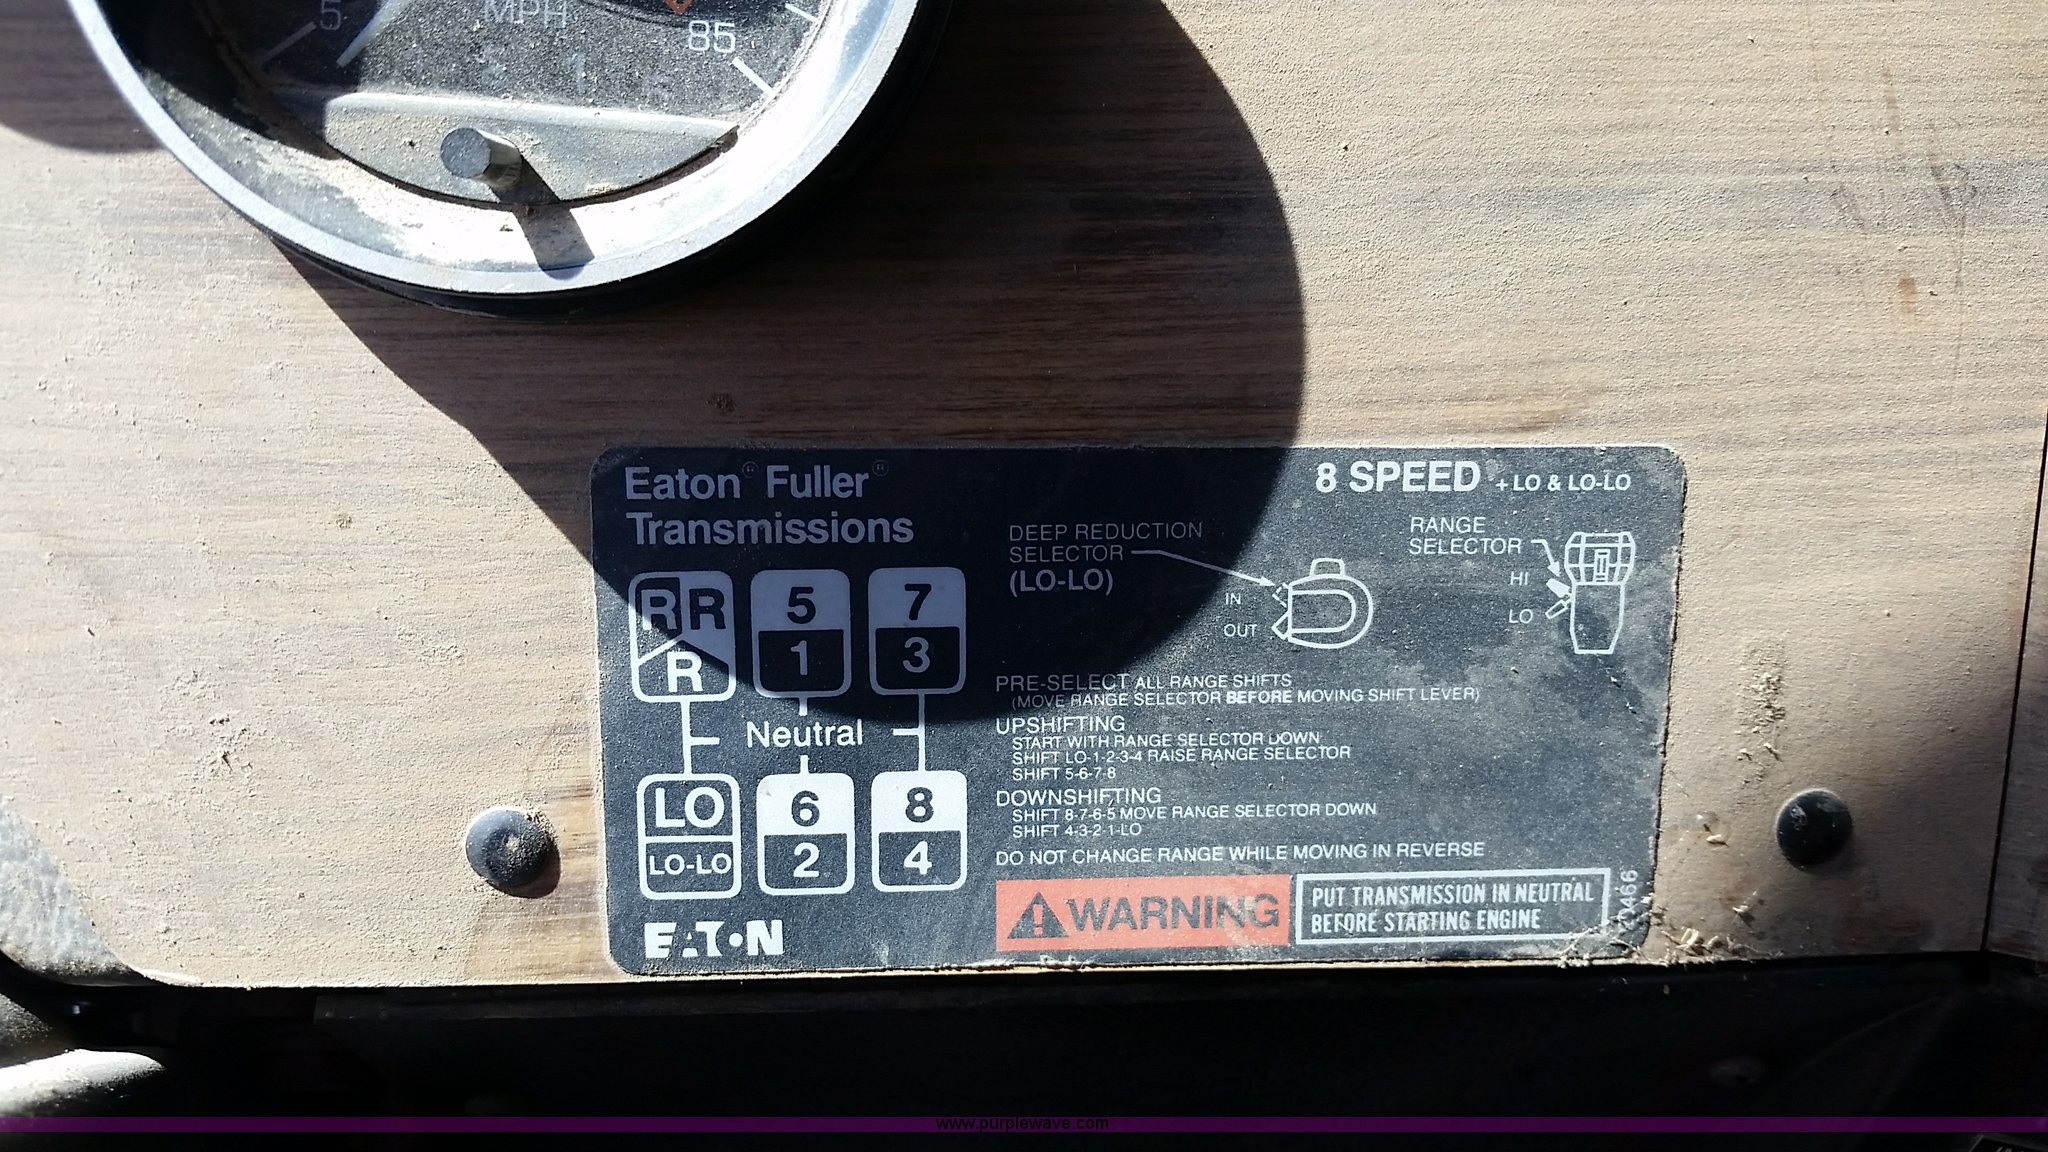 5
MPH
85
Eaton® Fuller®
Transmissions
8 SPEED + LO & LO-LO
DEEP REDUCTION
SELECTOR
(LO-LO)
IN
OUT
RANGE
SELECTOR
HI
LO
R R
R
5
1
7
3
Neutral
LO
LO-LO
6
2
8
4
PRE-SELECT ALL RANGE SHIFTS
(MOVE RANGE SELECTOR BEFORE MOVING SHIFT LEVER)
UPSHIFTING
START WITH RANGE SELECTOR DOWN
SHIFT LO-1-2-3-4 RAISE RANGE SELECTOR
SHIFT 5-6-7-8
DOWNSHIFTING
SHIFT 8-7-6-5 MOVE RANGE SELECTOR DOWN
SHIFT 4-3-2-1-LO
DO NOT CHANGE RANGE WHILE MOVING IN REVERSE
WARNING
PUT TRANSMISSION IN NEUTRAL
BEFORE STARTING ENGINE
EATON
www.purplewave.com